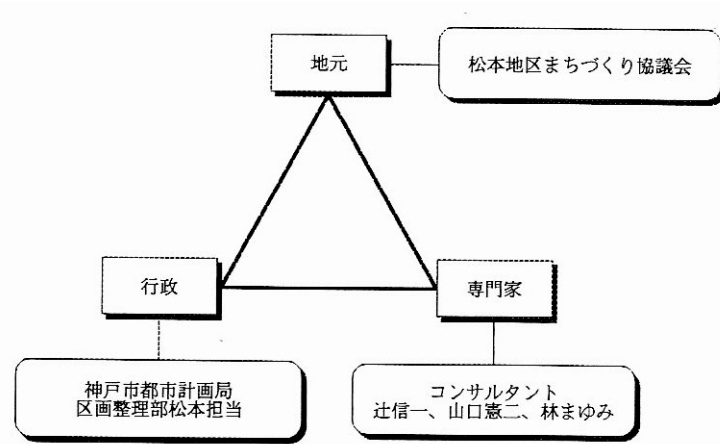 地元
松本地区まちづくり協議会
行政
専門家
神戸市都市計画局
区画整理部松本担当
コンサルタント
辻信一、山口憲二、林まゆみ